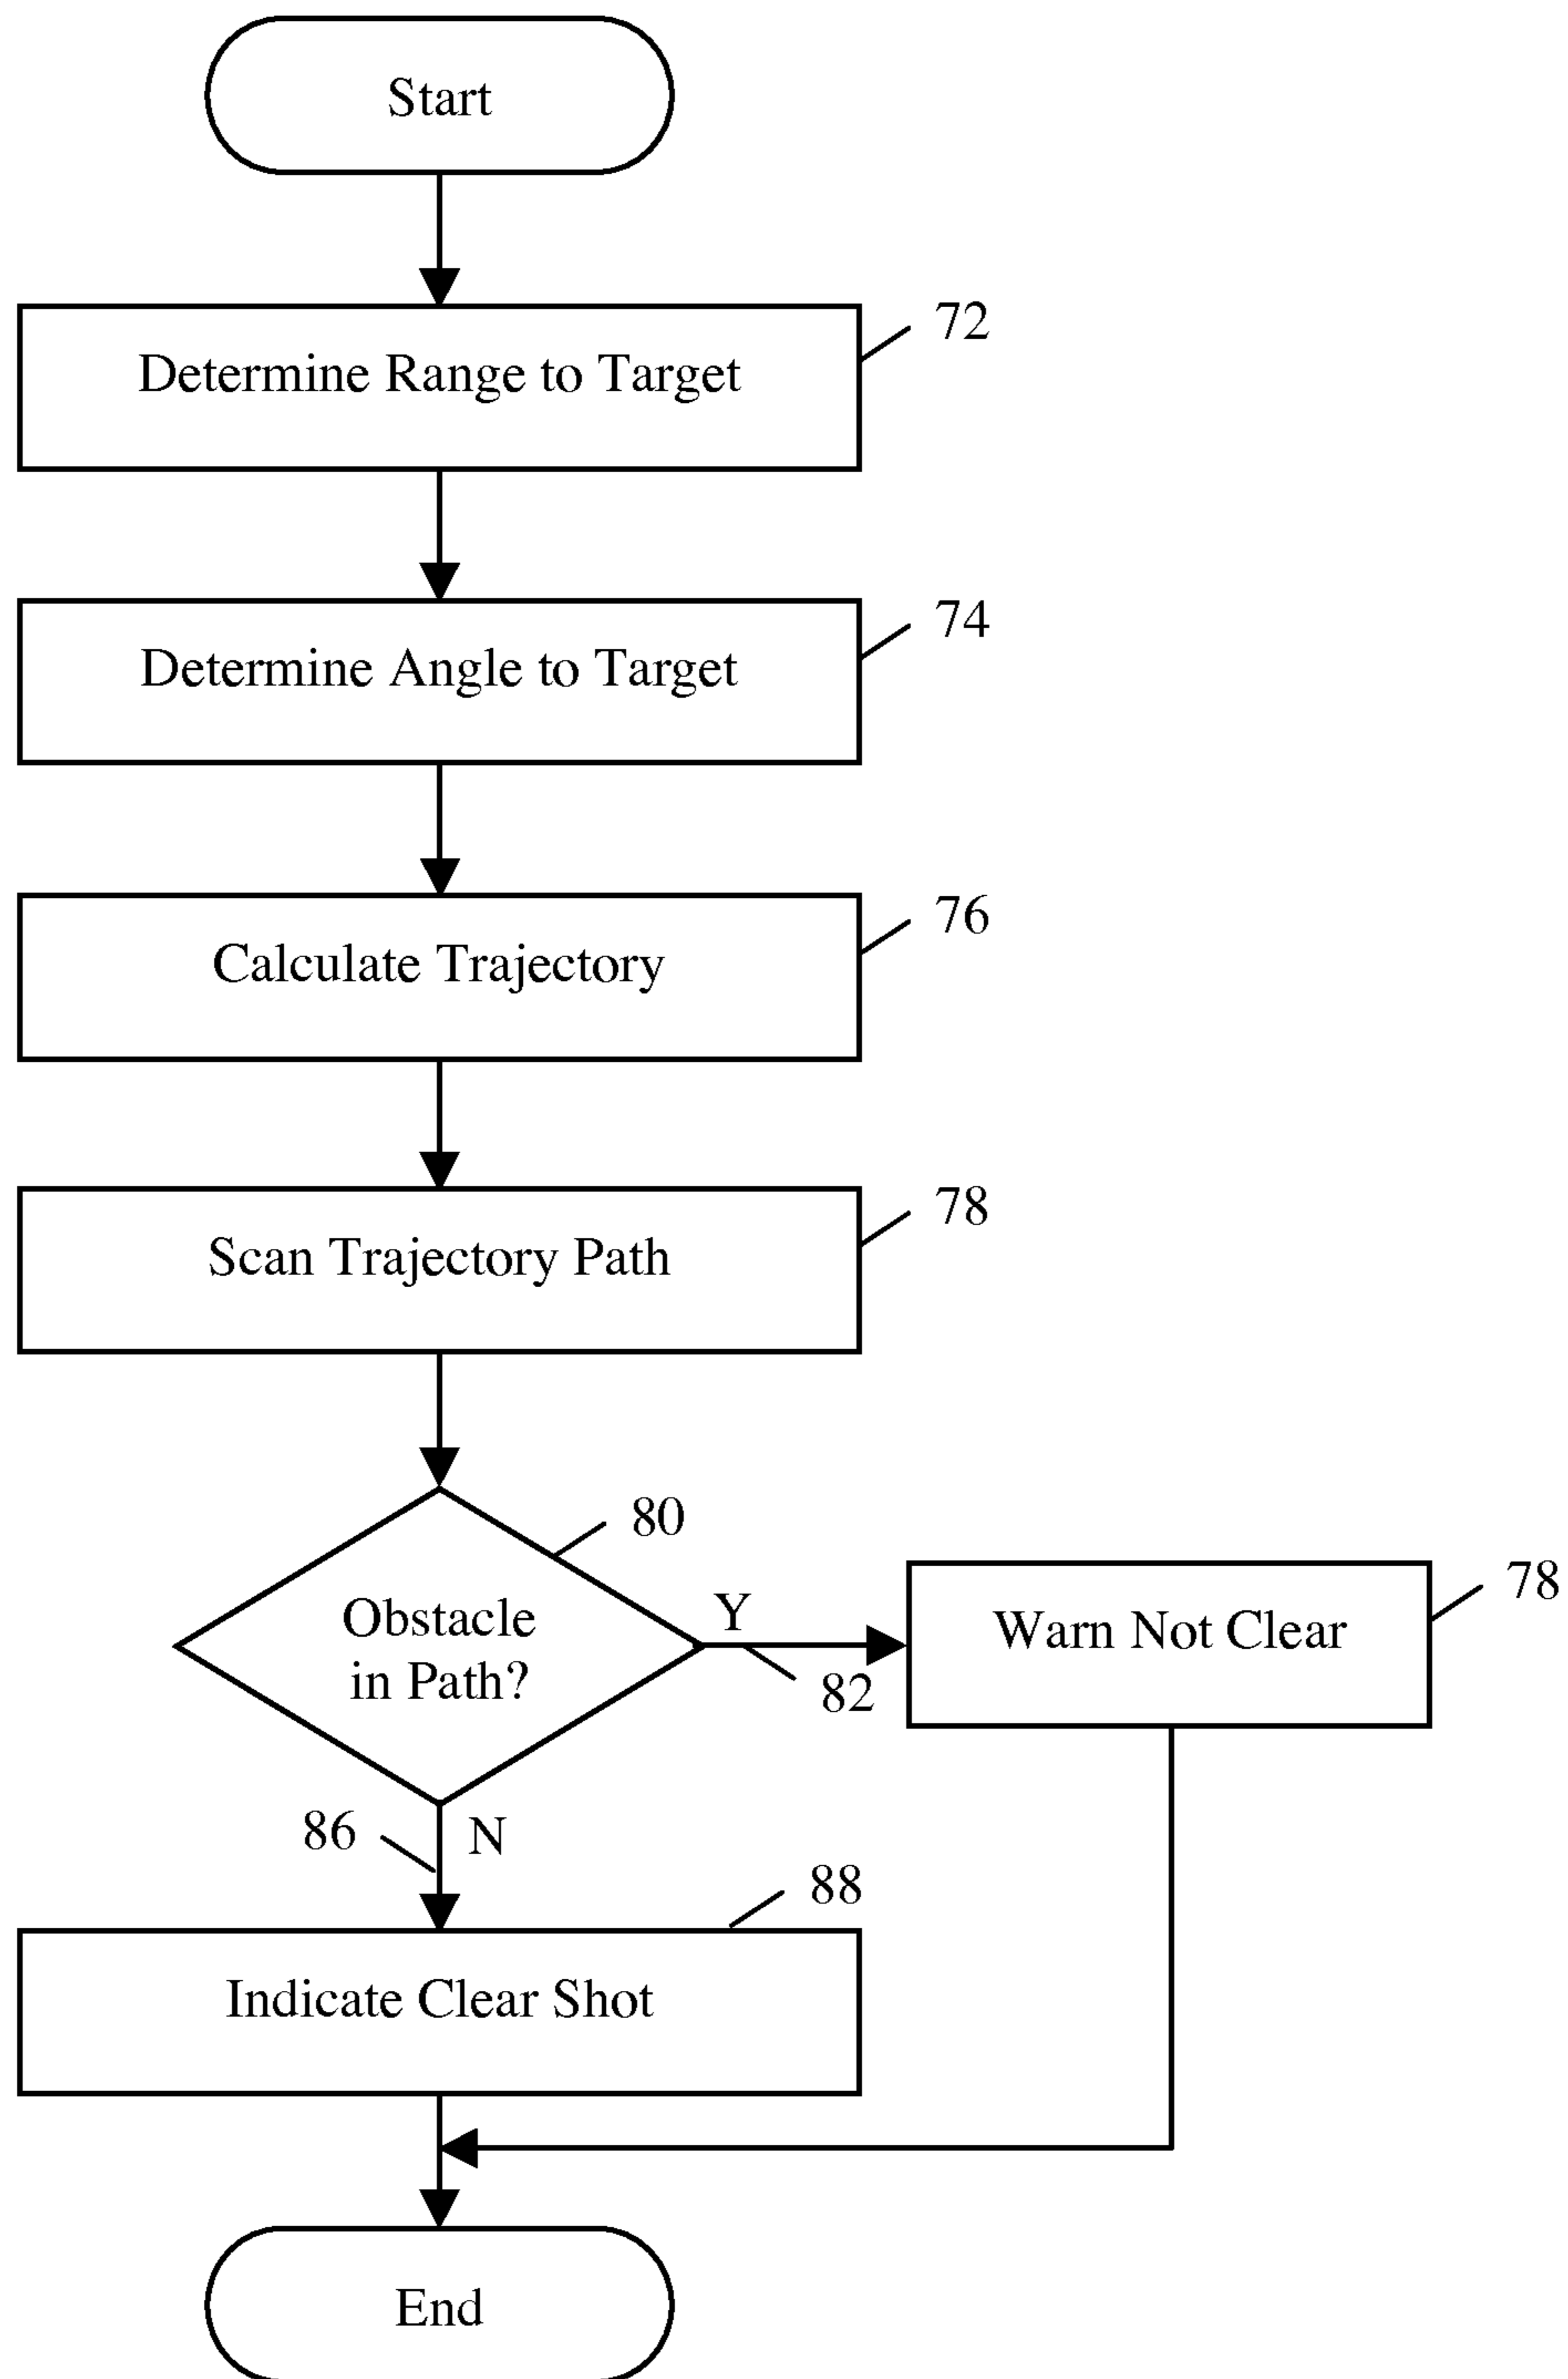 Start
72
Determine Range to Target
74
Determine Angle to Target
76
Calculate Trajectory
78
Scan Trajectory Path
80
Obstacle
in Path?
Y
82
Warn Not Clear
78
86
N
88
Indicate Clear Shot
End